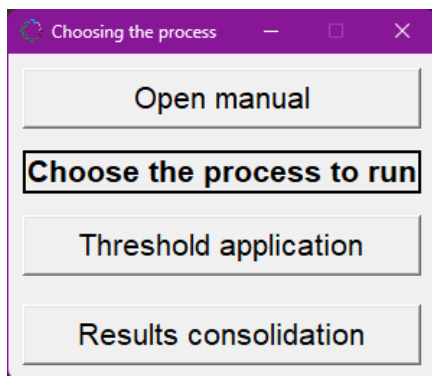 Choosing the process
Open manual
Choose the process to run
Threshold application
Results consolidation